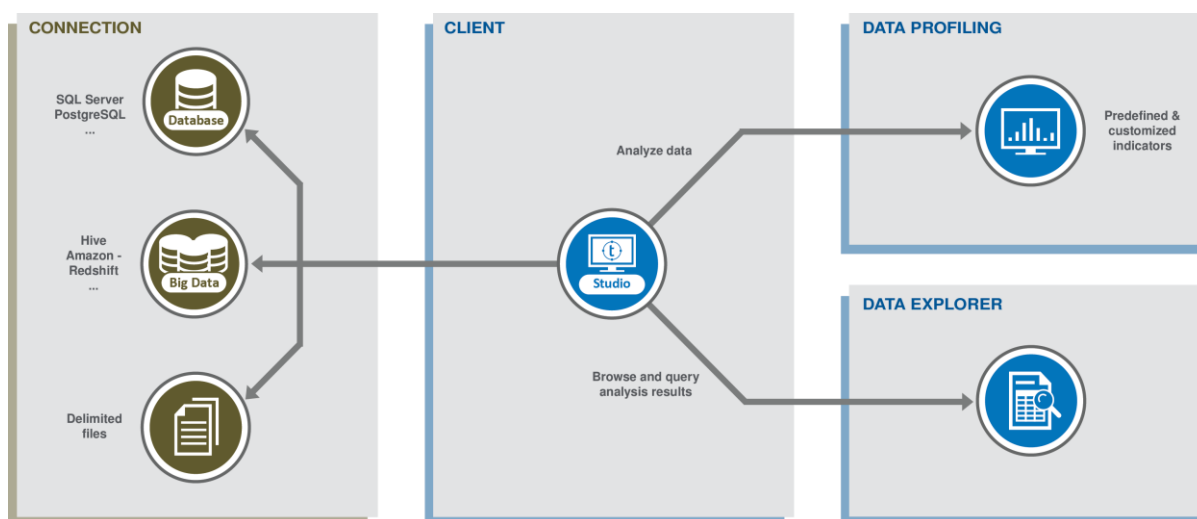 CONNECTION
SQL Server
PostgreSQL
...
Database
Hive
Amazon -
Redshift
...
Big Data
Delimited
files
CLIENT
Analyze data
t
Studio
Browse and query
analysis results
DATA PROFILING
Predefined &
customized
indicators
DATA EXPLORER